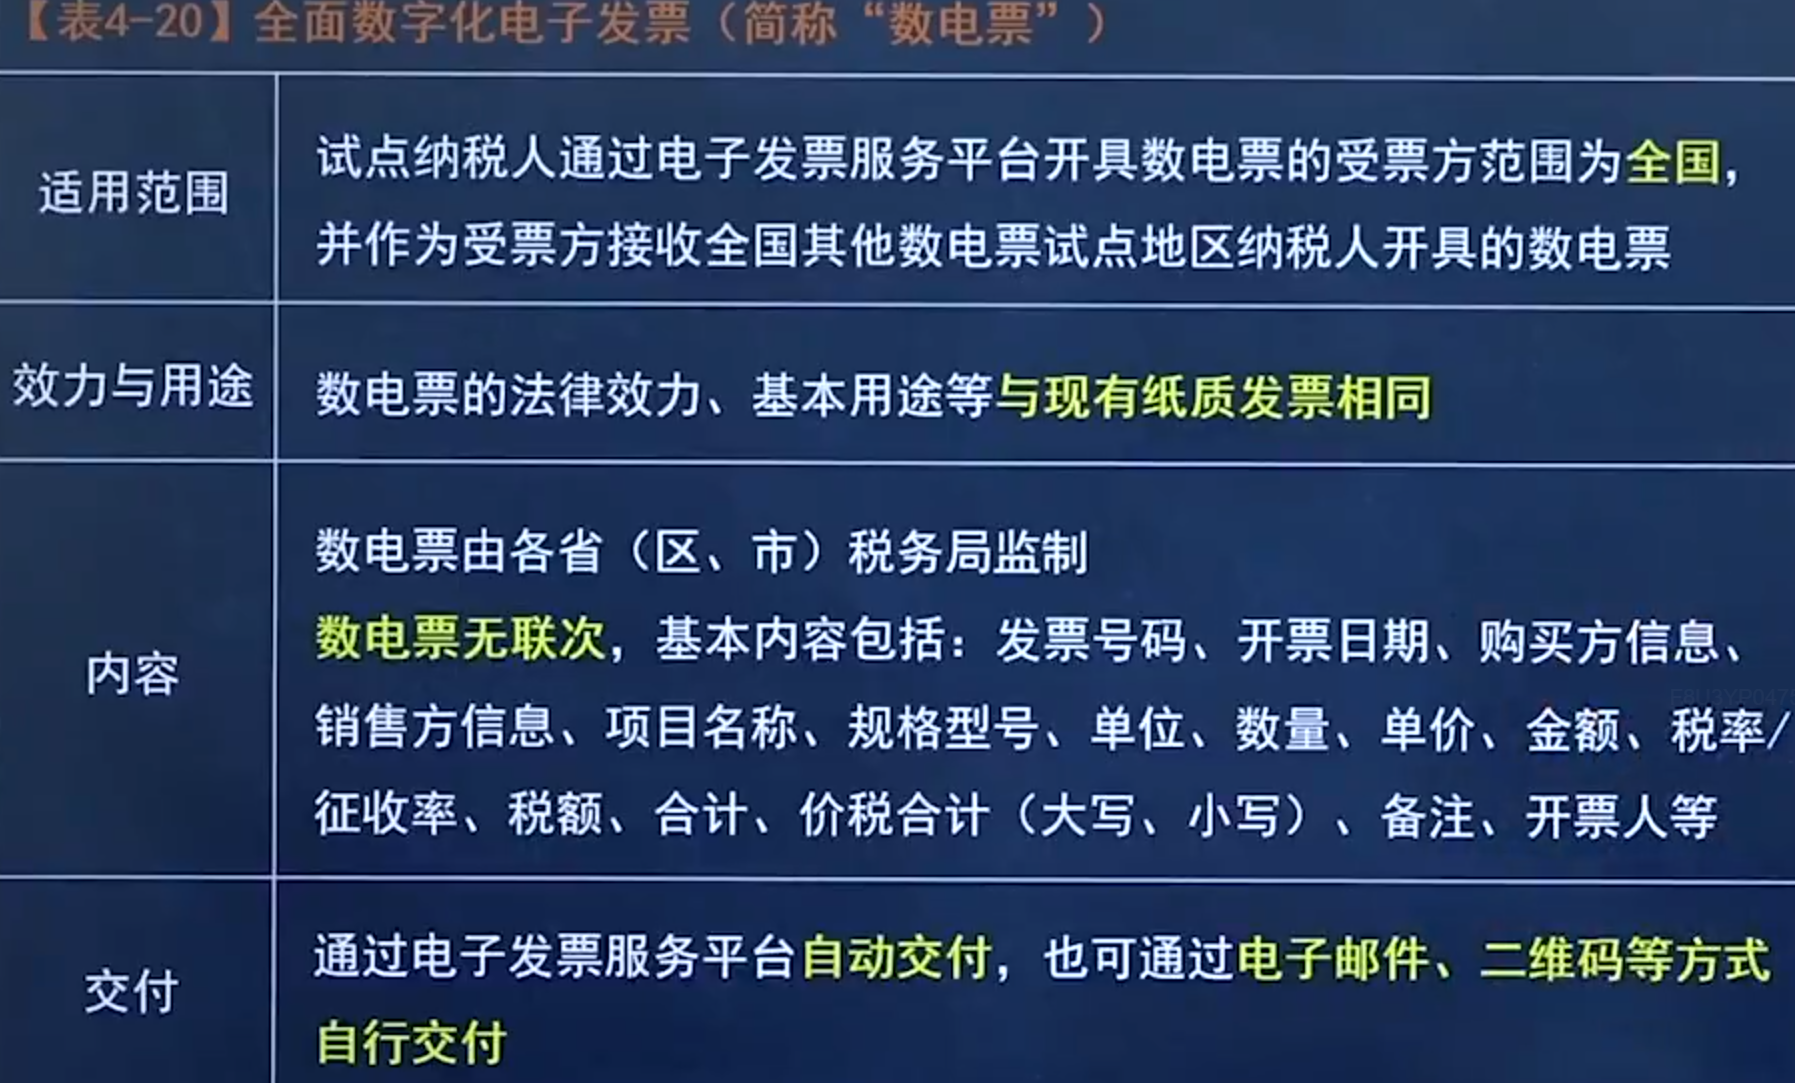 【表4-20】全面数字化电子发票（简称“数电票”）
适用范围
试点纳税人通过电子发票服务平台开具数电票的受票方范围为全国，
并作为受票方接收全国其他数电票试点地区纳税人开具的数电票
效力与用途
数电票的法律效力、基本用途等与现有纸质发票相同
内容
数电票由各省（区、市）税务局监制
数电票无联次，基本内容包括：发票号码、开票日期、购买方信息、
销售方信息、项目名称、规格型号、单位、数量、单价、金额、税率/
征收率、税额、合计、价税合计（大写、小写）、备注、开票人等
交付
通过电子发票服务平台自动交付，也可通过电子邮件、二维码等方式
自行交付